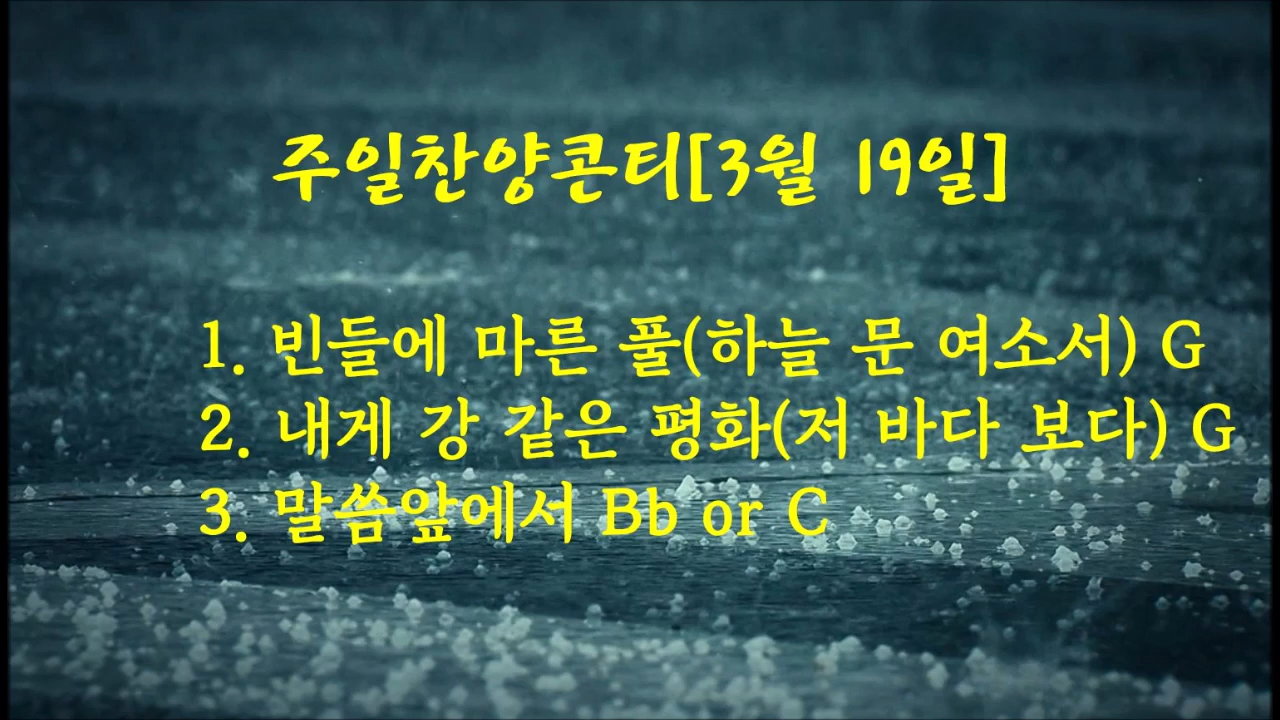 주일찬양콘티[3월 19일]
1. 빈들에 마른 풀(하늘 문 여소서) G
2. 내게 강 같은 평화(저 바다 보다) G
3. 말씀앞에서 Bb or C